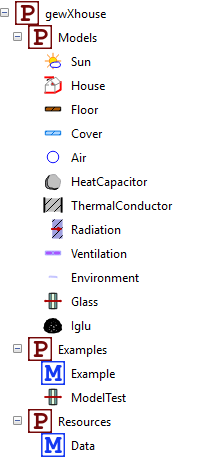 P gewXhouse
P Models
Sun
House
Floor
Cover
Air
HeatCapacitor
ThermalConductor
Radiation
Ventilation
Environment
Glass
Iglu
P Examples
M Example
ModelTest
P Resources
M Data